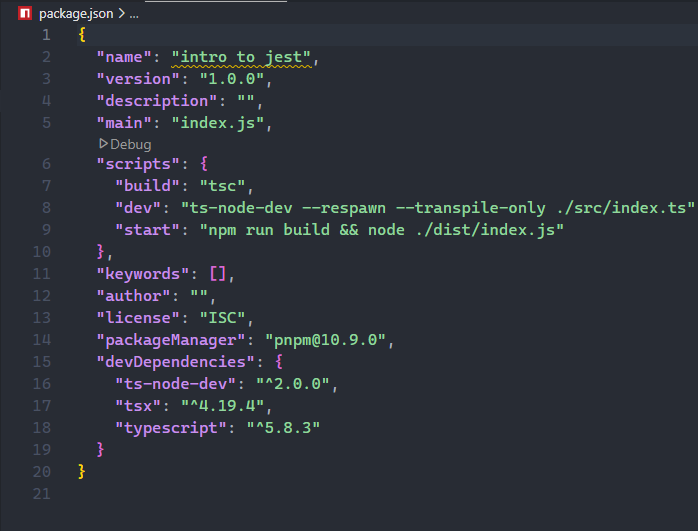 package.json > ...
1 {
2 "name": "intro to jest",
3 "version": "1.0.0",
4 "description": "",
5 "main": "index.js",
Debug
6 "scripts": {
7 "build": "tsc",
8 "dev": "ts-node-dev --respawn --transpile-only ./src/index.ts"
9 "start": "npm run build && node ./dist/index.js"
10 },
11 "keywords": [],
12 "author": "",
13 "license": "ISC",
14 "packageManager": "pnpm@10.9.0",
15 "devDependencies": {
16 "ts-node-dev": "^2.0.0",
17 "tsx": "^4.19.4",
18 "typescript": "^5.8.3"
19 }
20 }
21